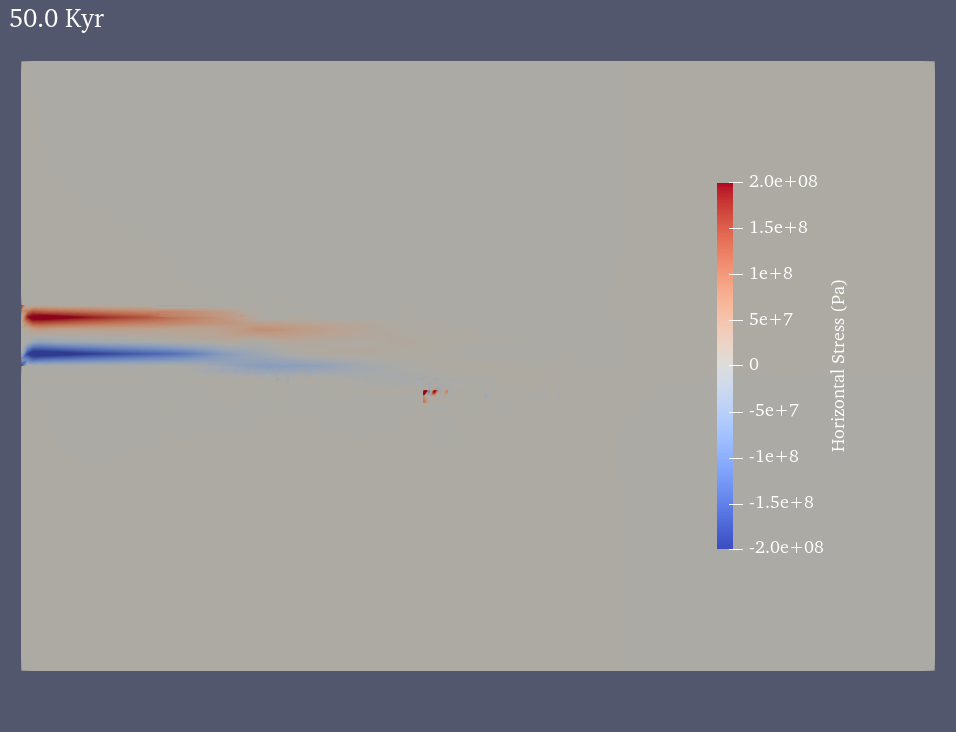 50.0 Kyr
2.0e+08
1.5e+8
1e+8
5e+7
0
-5e+7
-1e+8
-1.5e+8
-2.0e+08
Horizontal Stress (Pa)